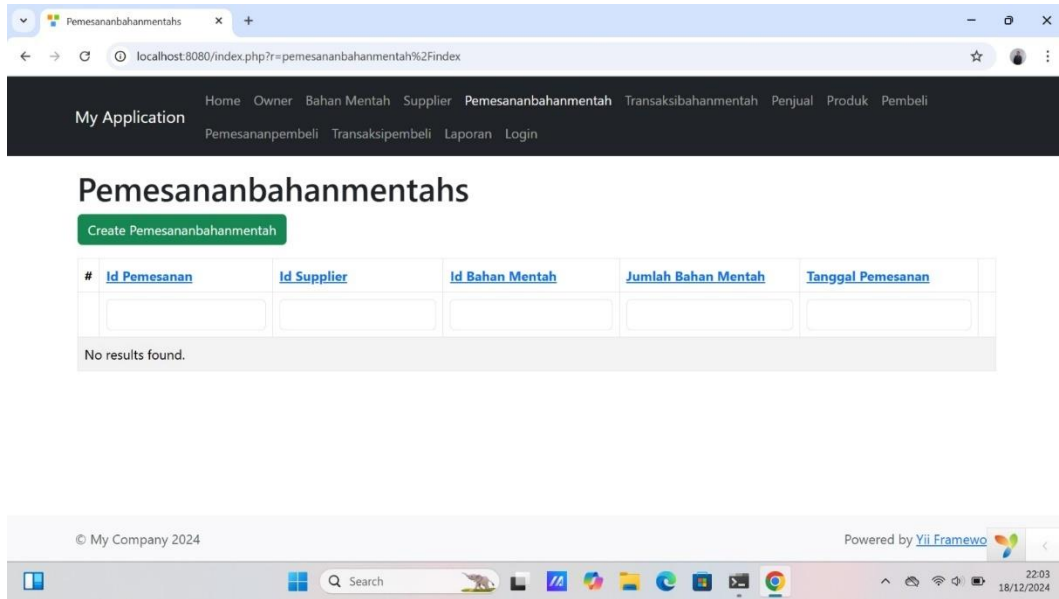 Pemesananbahanmentahs
localhost:8080/index.php?r=pemesananbahanmentah%2Findex
My Application
Home Owner Bahan Mentah Supplier Pemesananbahanmentah Transaksibahanmentah Penjual Produk Pembeli
Pemesananpembeli Transaksipembeli Laporan Login
Pemesananbahanmentahs
Create Pemesananbahanmentah
# Id Pemesanan Id Supplier Id Bahan Mentah Jumlah Bahan Mentah Tanggal Pemesanan
No results found.
© My Company 2024 Powered by Yii Framewo
Search
22:03
18/12/2024